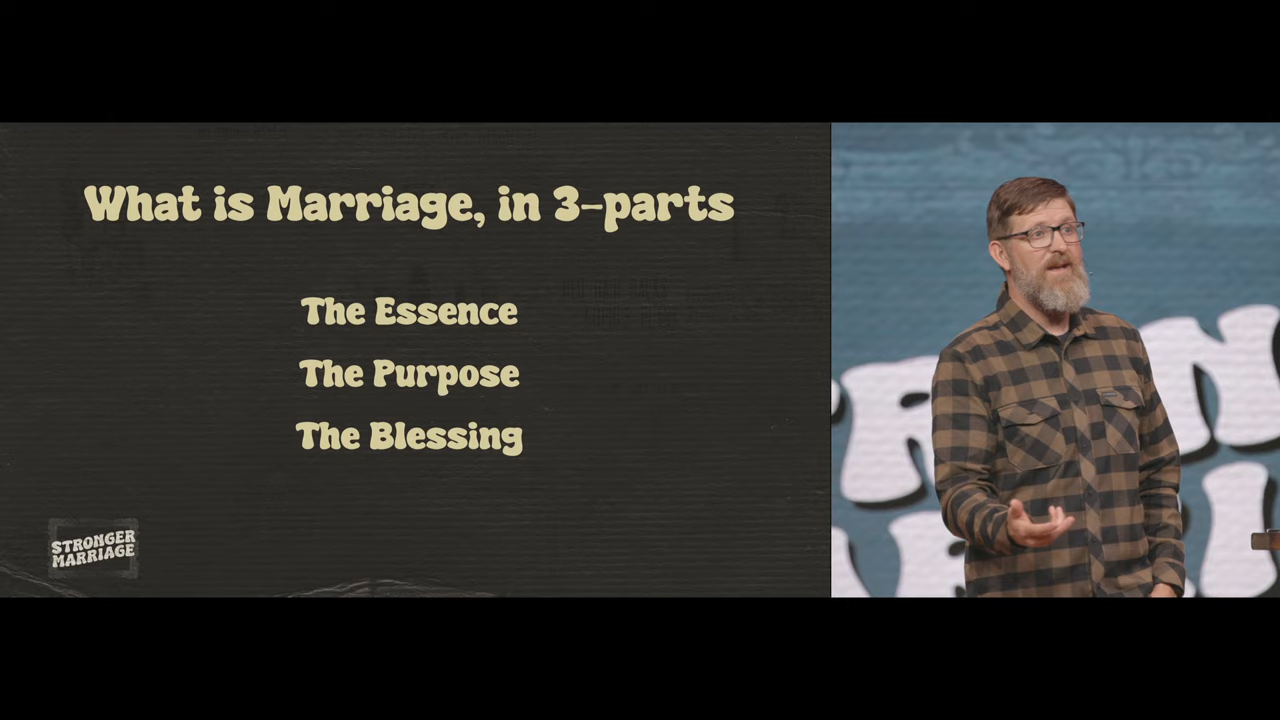 What is Marriage, in 3-parts
The Essence
The Purpose
The Blessing
STRONGER
MARRIAGE